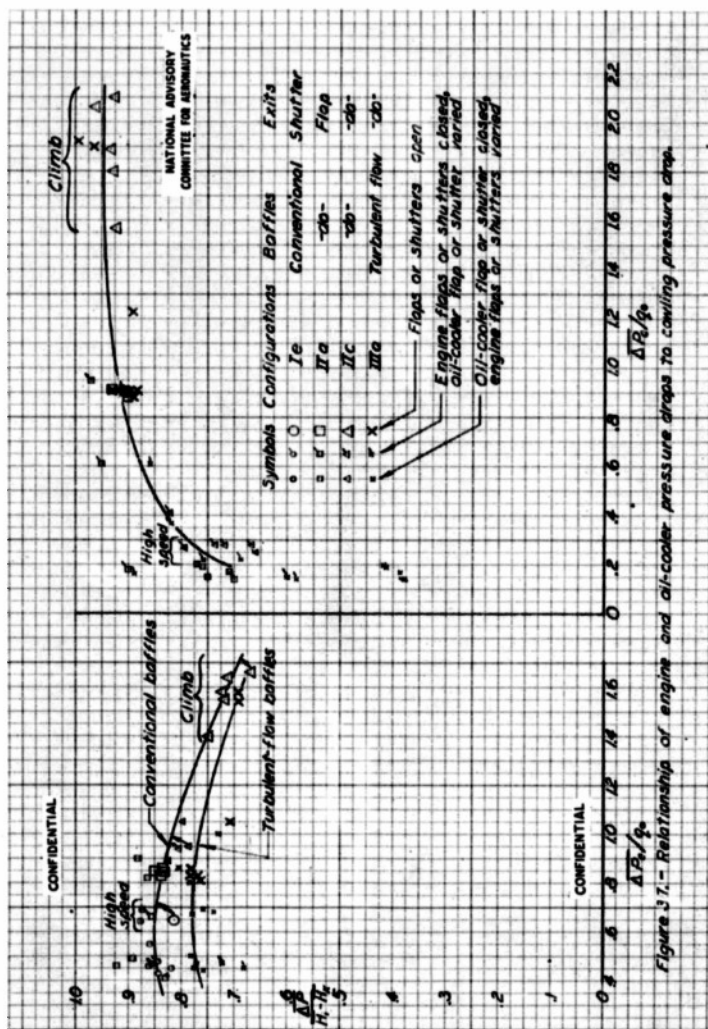 CONFIDENTIAL
NATIONAL ADVISORY
COMMITTEE FOR AERONAUTICS
1.0
.9
.8
.7
.6
.5
.4
.3
.2
.1
0
High
speed
Conventional baffles
Climb
Turbulent-flow baffles
High
speed
Climb
Symbols Configurations Baffles Exits
Ie Conventional Shutter
IIa -do- Flap
IIc -do- -do-
IIIa Turbulent flow -do-
Flaps or shutters open
Engine flaps or shutters closed,
oil-cooler flap or shutter varied
Oil-cooler flap or shutter closed,
engine flaps or shutters varied
.4 .6 .8 1.0 1.2 1.4 1.6
0 .2 .4 .6 .8 1.0 1.2 1.4 1.6 1.8 2.0 2.2
CONFIDENTIAL
Figure 37.- Relationship of engine and oil-cooler pressure drops to cowling pressure drop.